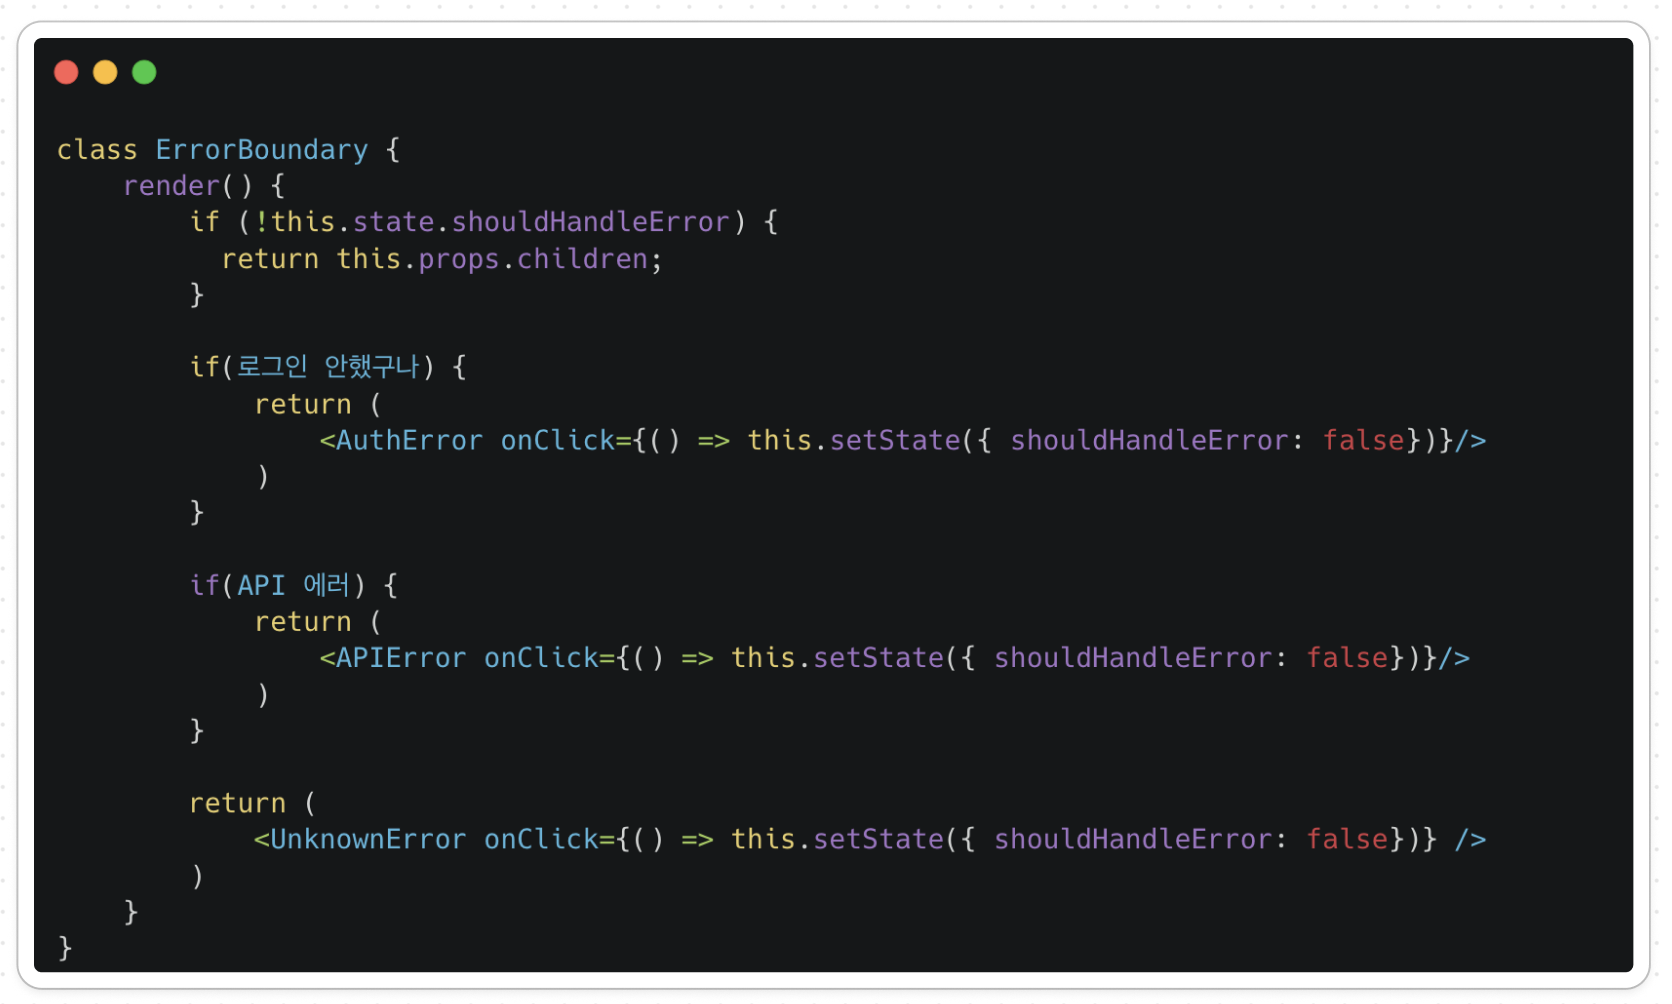 class ErrorBoundary {
    render() {
        if (!this.state.shouldHandleError) {
          return this.props.children;
        }

        if(로그인 안했구나) {
            return (
                <AuthError onClick={() => this.setState({ shouldHandleError: false})}/>
            )
        }

        if(API 에러) {
            return (
                <APIError onClick={() => this.setState({ shouldHandleError: false})}/>
            )
        }

        return (
            <UnknownError onClick={() => this.setState({ shouldHandleError: false})} />
        )
    }
}